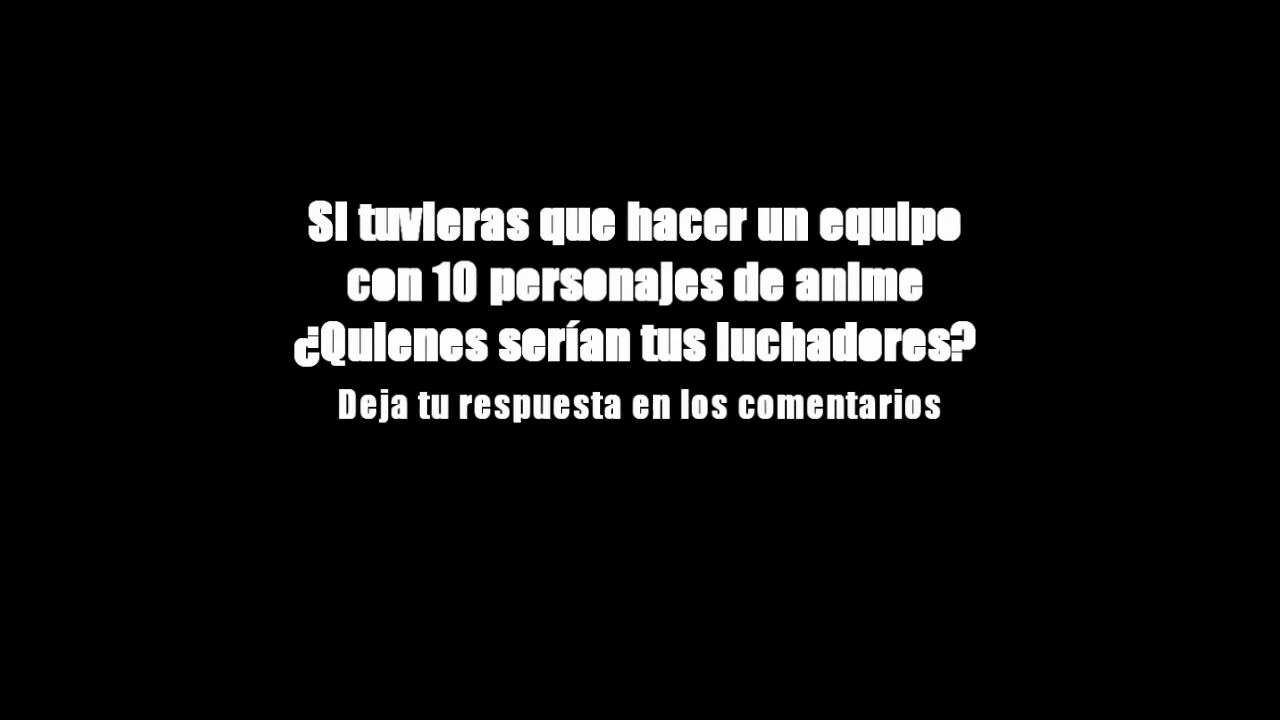 Si tuvieras que hacer un equipo
con 10 personajes de anime
¿Quienes serían tus luchadores?
Deja tu respuesta en los comentarios